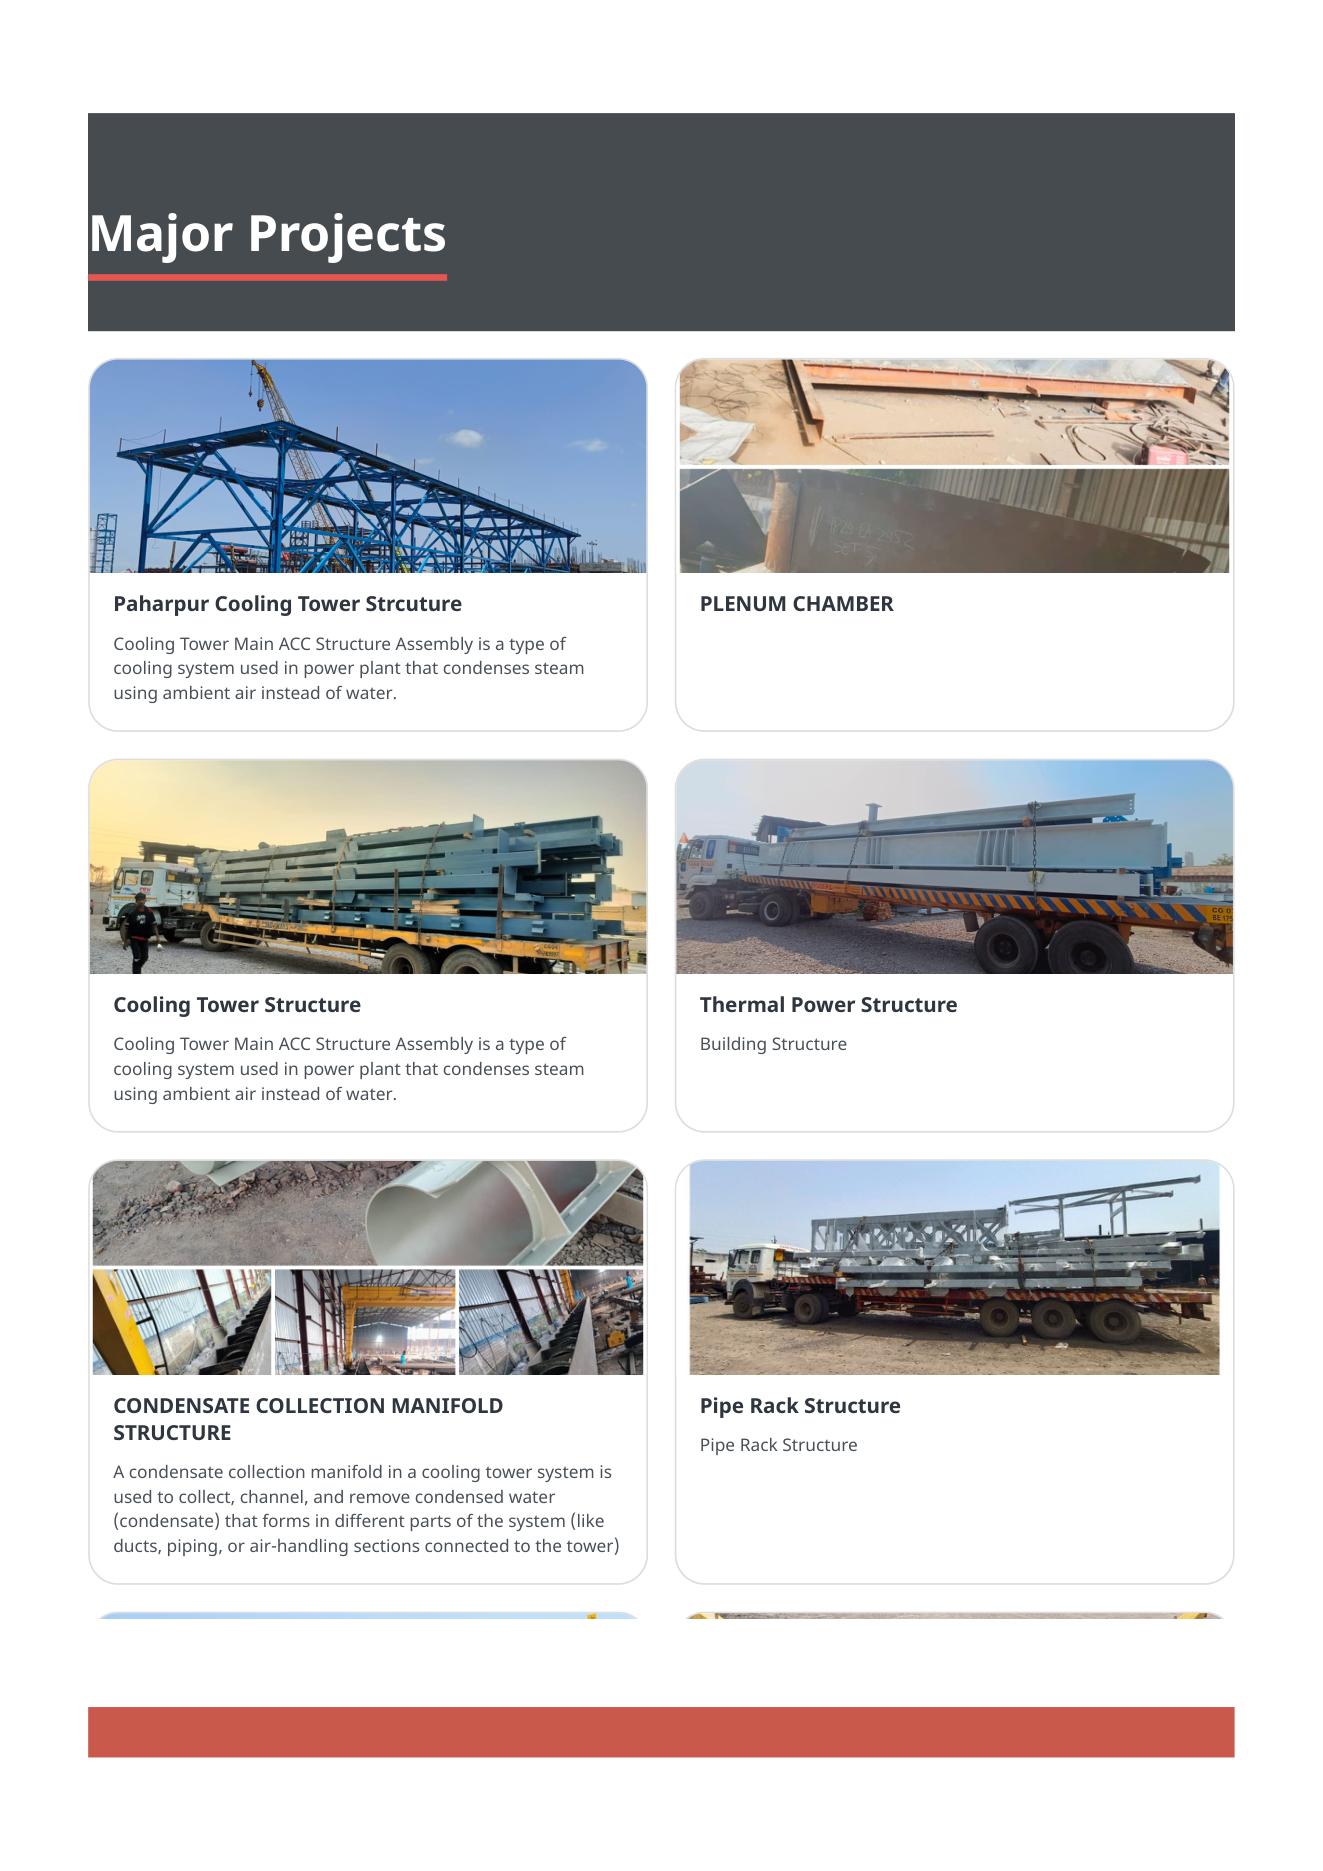 Major Projects
Paharpur Cooling Tower Strcuture
Cooling Tower Main ACC Structure Assembly is a type of
cooling system used in power plant that condenses steam
using ambient air instead of water.
PLENUM CHAMBER
Cooling Tower Structure
Cooling Tower Main ACC Structure Assembly is a type of
cooling system used in power plant that condenses steam
using ambient air instead of water.
Thermal Power Structure
Building Structure
CONDENSATE COLLECTION MANIFOLD
STRUCTURE
A condensate collection manifold in a cooling tower system is
used to collect, channel, and remove condensed water
(condensate) that forms in different parts of the system (like
ducts, piping, or air-handling sections connected to the tower)
Pipe Rack Structure
Pipe Rack Structure